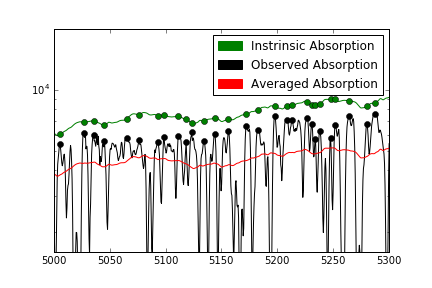 Instrinsic Absorption
Observed Absorption
Averaged Absorption
10⁴
5000 5050 5100 5150 5200 5250 5300